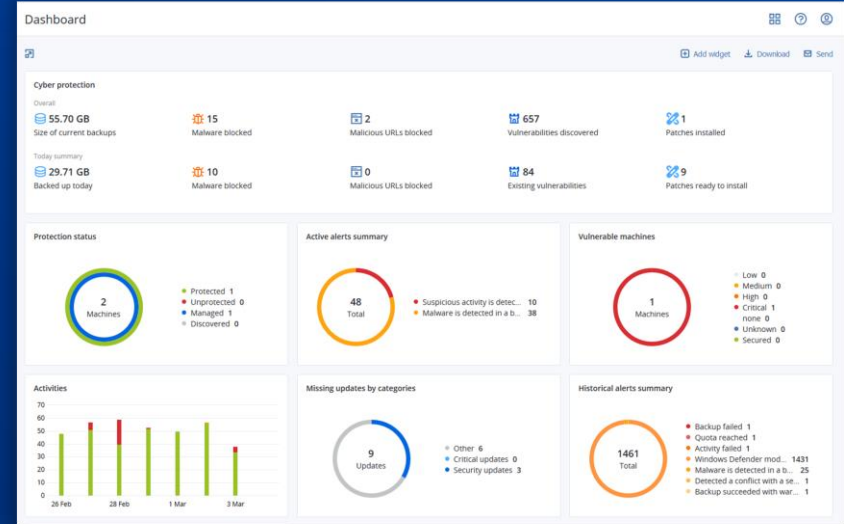 Dashboard
Add widget Download Send
Cyber protection
Overall
55.70 GB 15 2 657 1
Size of current backups Malware blocked Malicious URLs blocked Vulnerabilities discovered Patches installed
Today summary
29.71 GB 10 0 84 9
Backed up today Malware blocked Malicious URLs blocked Existing vulnerabilities Patches ready to install
Protection status
2
Machines
Protected 1
Unprotected 0
Managed 1
Discovered 0
Active alerts summary
48
Total
Suspicious activity is detec... 10
Malware is detected in a b... 38
Vulnerable machines
1
Machines
Low 0
Medium 0
High 0
Critical 1
none 0
Unknown 0
Secured 0
Activities
70
60
50
40
30
20
10
0
26 Feb 28 Feb 1 Mar 3 Mar
Missing updates by categories
9
Updates
Other 6
Critical updates 0
Security updates 3
Historical alerts summary
1461
Total
Backup failed 1
Quota reached 1
Activity failed 1
Windows Defender mod... 1431
Malware is detected in a b... 25
Detected a conflict with a se... 1
Backup succeeded with war... 1